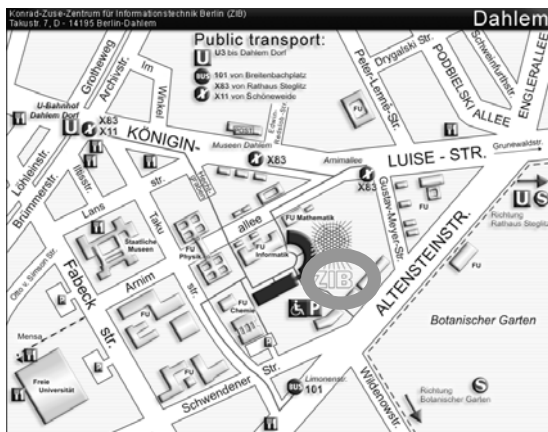 Konrad-Zuse-Zentrum für Informationstechnik Berlin (ZIB)
Takustr. 7, D - 14195 Berlin-Dahlem
Dahlem
Public transport:
U U3 bis Dahlem Dorf
BUS 101 von Breitenbachplatz
X83 von Rathaus Steglitz
X11 von Schöneweide
Grotheweg
Archivstr.
Im
Winkel
Drygalski Str.
Peter-Lenné-Str.
PODBIELSKI ALLEE
Schweinfurthstr.
ENGLERALLEE
U-Bahnhof
Dahlem Dorf
U
X83
X11
KÖNIGIN-
LUISE - STR.
Grunewaldstr.
FU
Museen Dahlem
X83
Arnimallee
X83
Löhleinstr.
Brümmerstr.
Iltisstr.
str.
Lans
Taku
allee
FU Mathematik
Gustav-Meyer-Str.
FU
U S
Richtung
Rathaus Steglitz
Staatliche
Museen
FU
Physik
FU
Informatik
ZIB
ALTENSTEINSTR.
FU
Otto v. Simson Str.
Fabeck
str.
Arnim
str.
P
FU
FU
Chemie
P
Botanischer Garten
Mensa
P
FU
P
Freie
Universität
Schwendener
Str.
Limonenstr.
BUS 101
Wildenowstr.
Richtung
Botanischer Garten
S